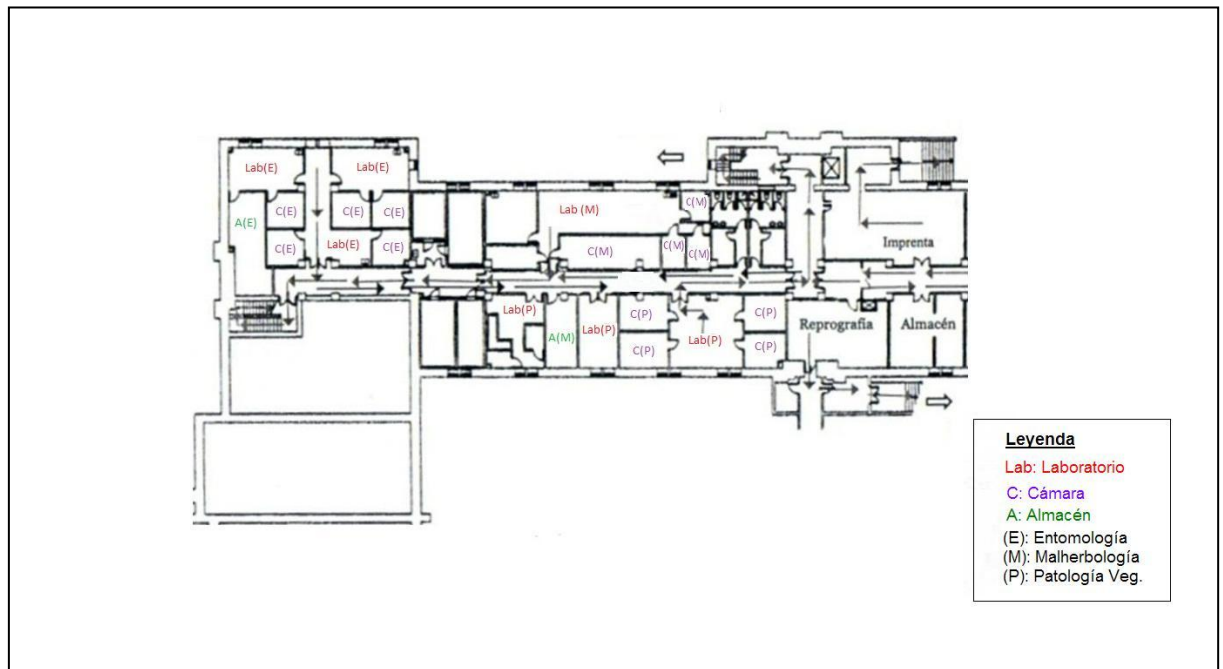 Lab(E)
Lab(E)
A(E)
C(E)
C(E)
C(E)
C(E)
Lab(E)
C(E)
Lab (M)
C(M)
C(M)
C(M)
C(M)
Imprenta
Lab(P)
A(M)
Lab(P)
C(P)
C(P)
Lab(P)
C(P)
C(P)
Reprografía
Almacén
Leyenda
Lab: Laboratorio
C: Cámara
A: Almacén
(E): Entomología
(M): Malherbología
(P): Patología Veg.